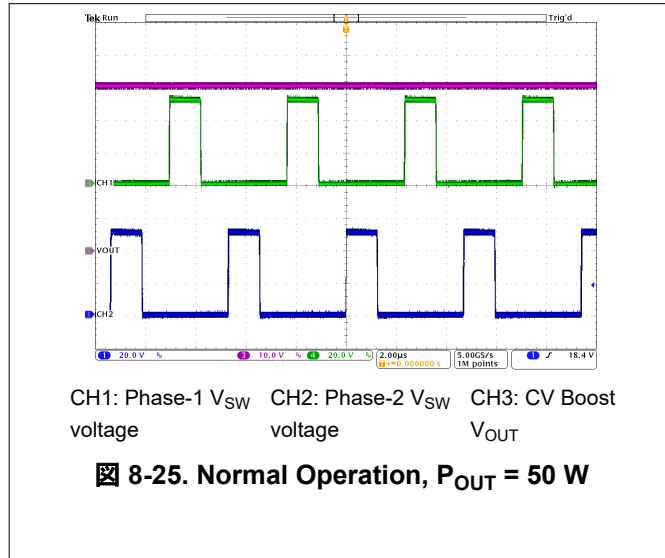 Tek Run
Trig'd
T
CH1
VOUT
CH2
1 20.0 V
3 10.0 V
4 20.0 V
2.00µs
T 0.000000 s
5.00GS/s
1M points
1
18.4 V
CH1: Phase-1 VSW voltage
CH2: Phase-2 VSW voltage
CH3: CV Boost VOUT
図 8-25. Normal Operation, POUT = 50 W